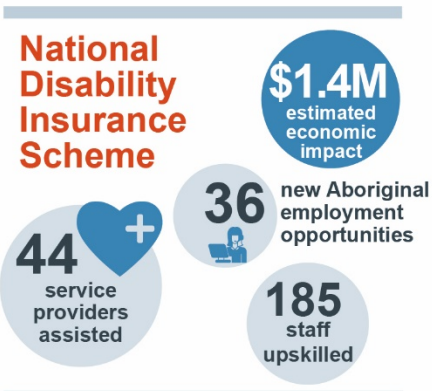 National
Disability
Insurance
Scheme
$1.4M
estimated
economic
impact
36
new Aboriginal
employment
opportunities
44
service
providers
assisted
185
staff
upskilled